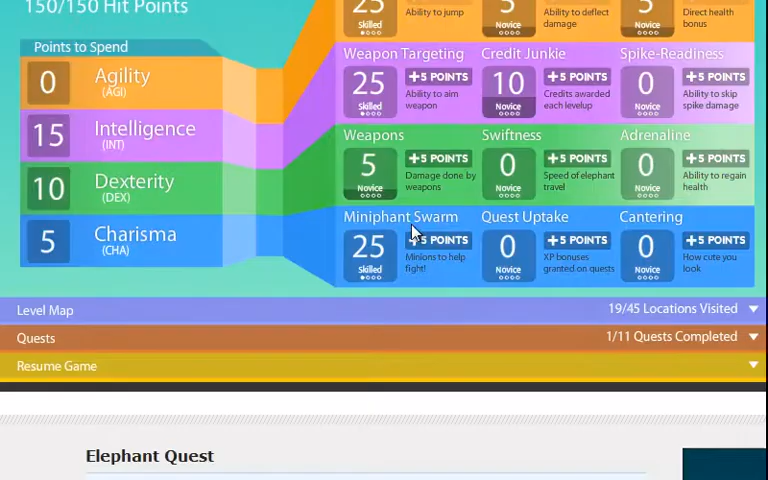 150/150 Hit Points
Points to Spend
0 Agility (AGI)
15 Intelligence (INT)
10 Dexterity (DEX)
5 Charisma (CHA)
25 Skilled Ability to jump
5 Novice Ability to deflect damage
5 Novice Direct health bonus
Weapon Targeting
25 Skilled +5 POINTS Ability to aim weapon
Credit Junkie
10 Novice +5 POINTS Credits awarded each levelup
Spike-Readiness
0 Novice +5 POINTS Ability to skip spike damage
Weapons
5 Novice +5 POINTS Damage done by weapons
Swiftness
0 Novice +5 POINTS Speed of elephant travel
Adrenaline
0 Novice +5 POINTS Ability to regain health
Miniphant Swarm
25 Skilled +5 POINTS Minions to help fight!
Quest Uptake
0 Novice +5 POINTS XP bonuses granted on quests
Cantering
0 Novice +5 POINTS How cute you look
Level Map 19/45 Locations Visited
Quests 1/11 Quests Completed
Resume Game
Elephant Quest